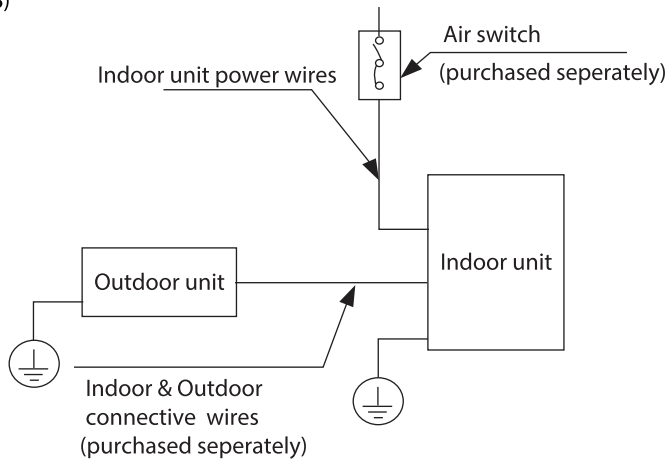 Air switch
(purchased seperately)
Indoor unit power wires
Indoor unit
Outdoor unit
Indoor & Outdoor
connective wires
(purchased seperately)